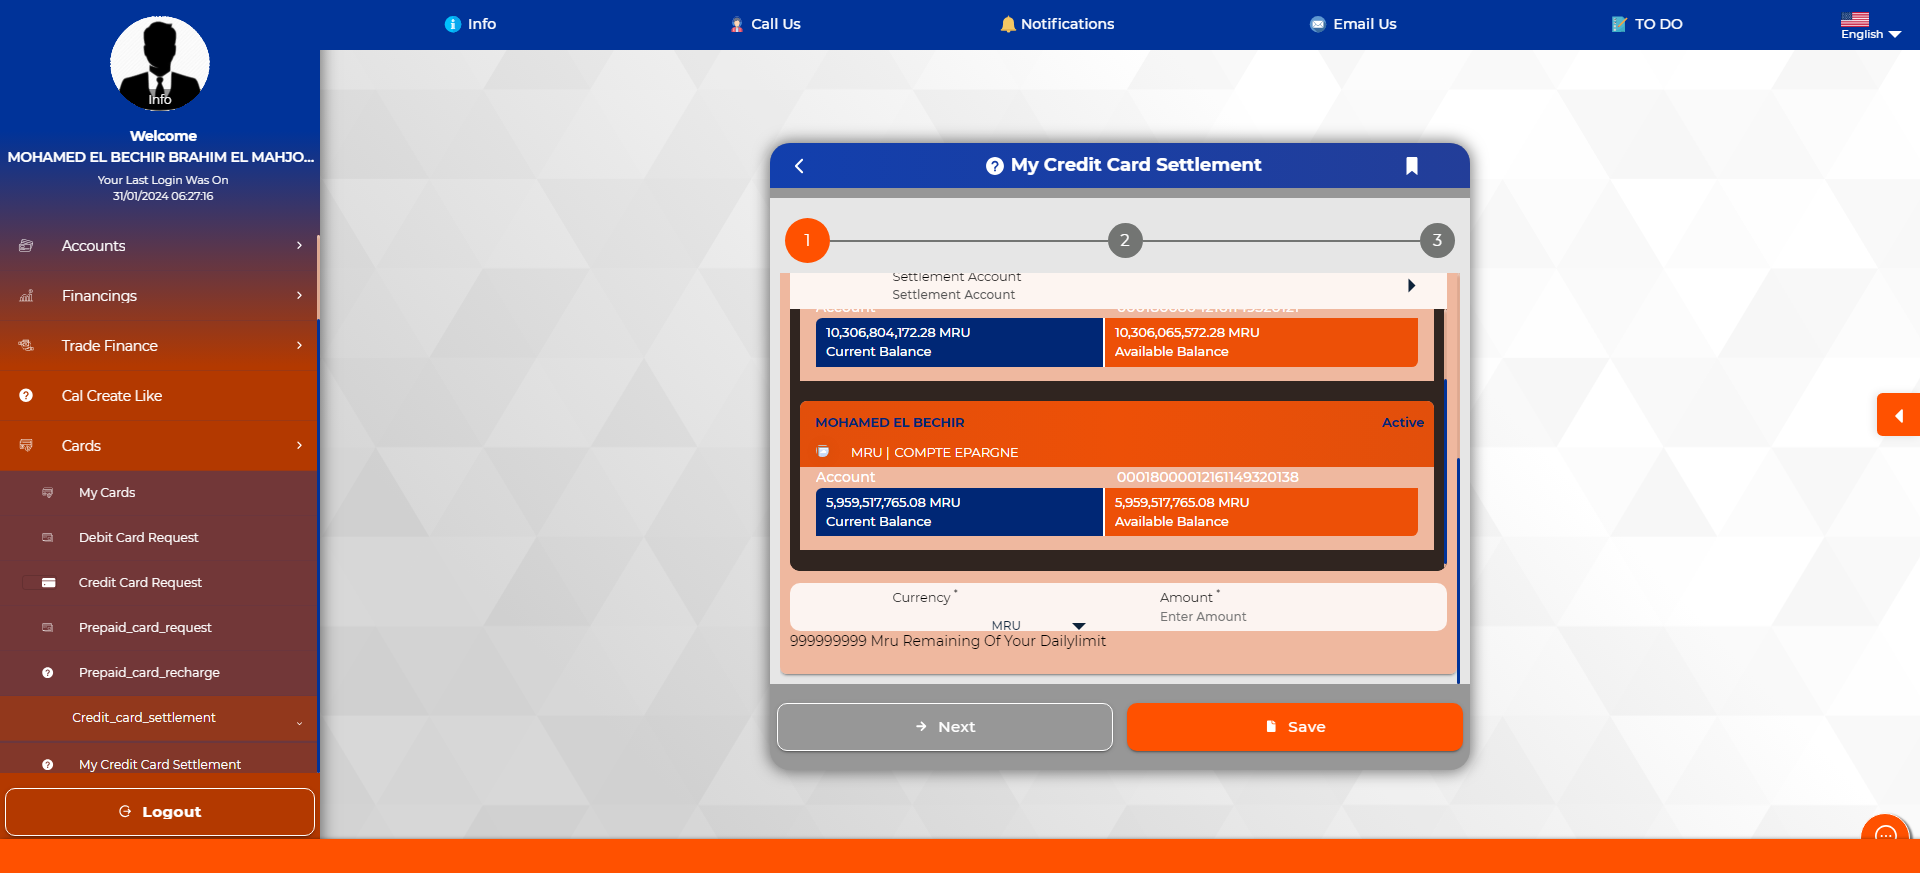 Info
Call Us
Notifications
Email Us
TO DO
English
Info
Welcome
MOHAMED EL BECHIR BRAHIM EL MAHJO...
Your Last Login Was On
31/01/2024 06:27:16
Accounts
Financings
Trade Finance
Cal Create Like
Cards
My Cards
Debit Card Request
Credit Card Request
Prepaid_card_request
Prepaid_card_recharge
Credit_card_settlement
My Credit Card Settlement
Logout
My Credit Card Settlement
1
2
3
Settlement Account
Settlement Account
Account
10,306,804,172.28 MRU
Current Balance
10,306,065,572.28 MRU
Available Balance
MOHAMED EL BECHIR
Active
MRU | COMPTE EPARGNE
Account
00018000012161149320138
5,959,517,765.08 MRU
Current Balance
5,959,517,765.08 MRU
Available Balance
Currency *
MRU
Amount *
Enter Amount
999999999 Mru Remaining Of Your Dailylimit
Next
Save